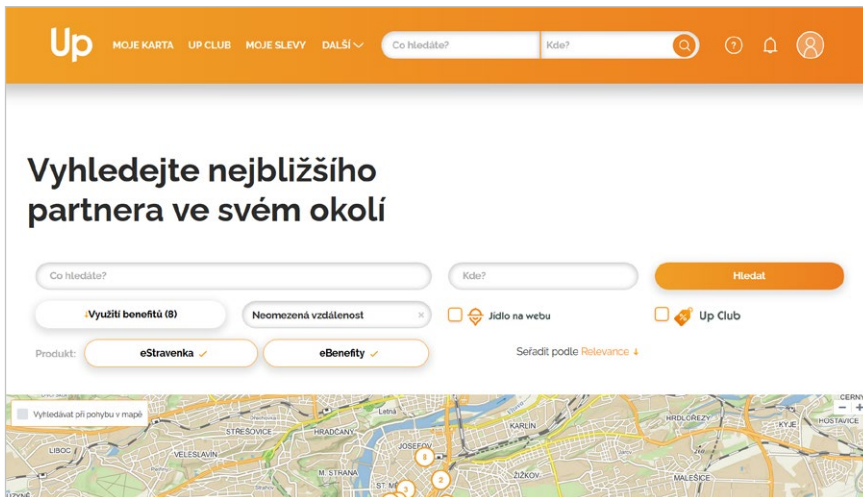 Up MOJE KARTA UP CLUB MOJE SLEVY DALŠÍ Co hledáte? Kde? ?
Vyhledejte nejbližšího
partnera ve svém okolí
Co hledáte? Kde? Hledat
↓Využití benefitů (8) Neomezená vzdálenost × Jídlo na webu % Up Club
Produkt: eStravenka ✓ eBenefity ✓ Seřadit podle Relevance ↓
Vyhledávat při pohybu v mapě
− +
Letná
HOSTAVICE
HRDLOŘEZY
KYJE
KARLÍN
STŘEŠOVICE HRADČANY
JOSEFOV
LIBOC
VELESLAVÍN
8
M. STRANA
ŽIŽKOV
MALEŠICE
2
3